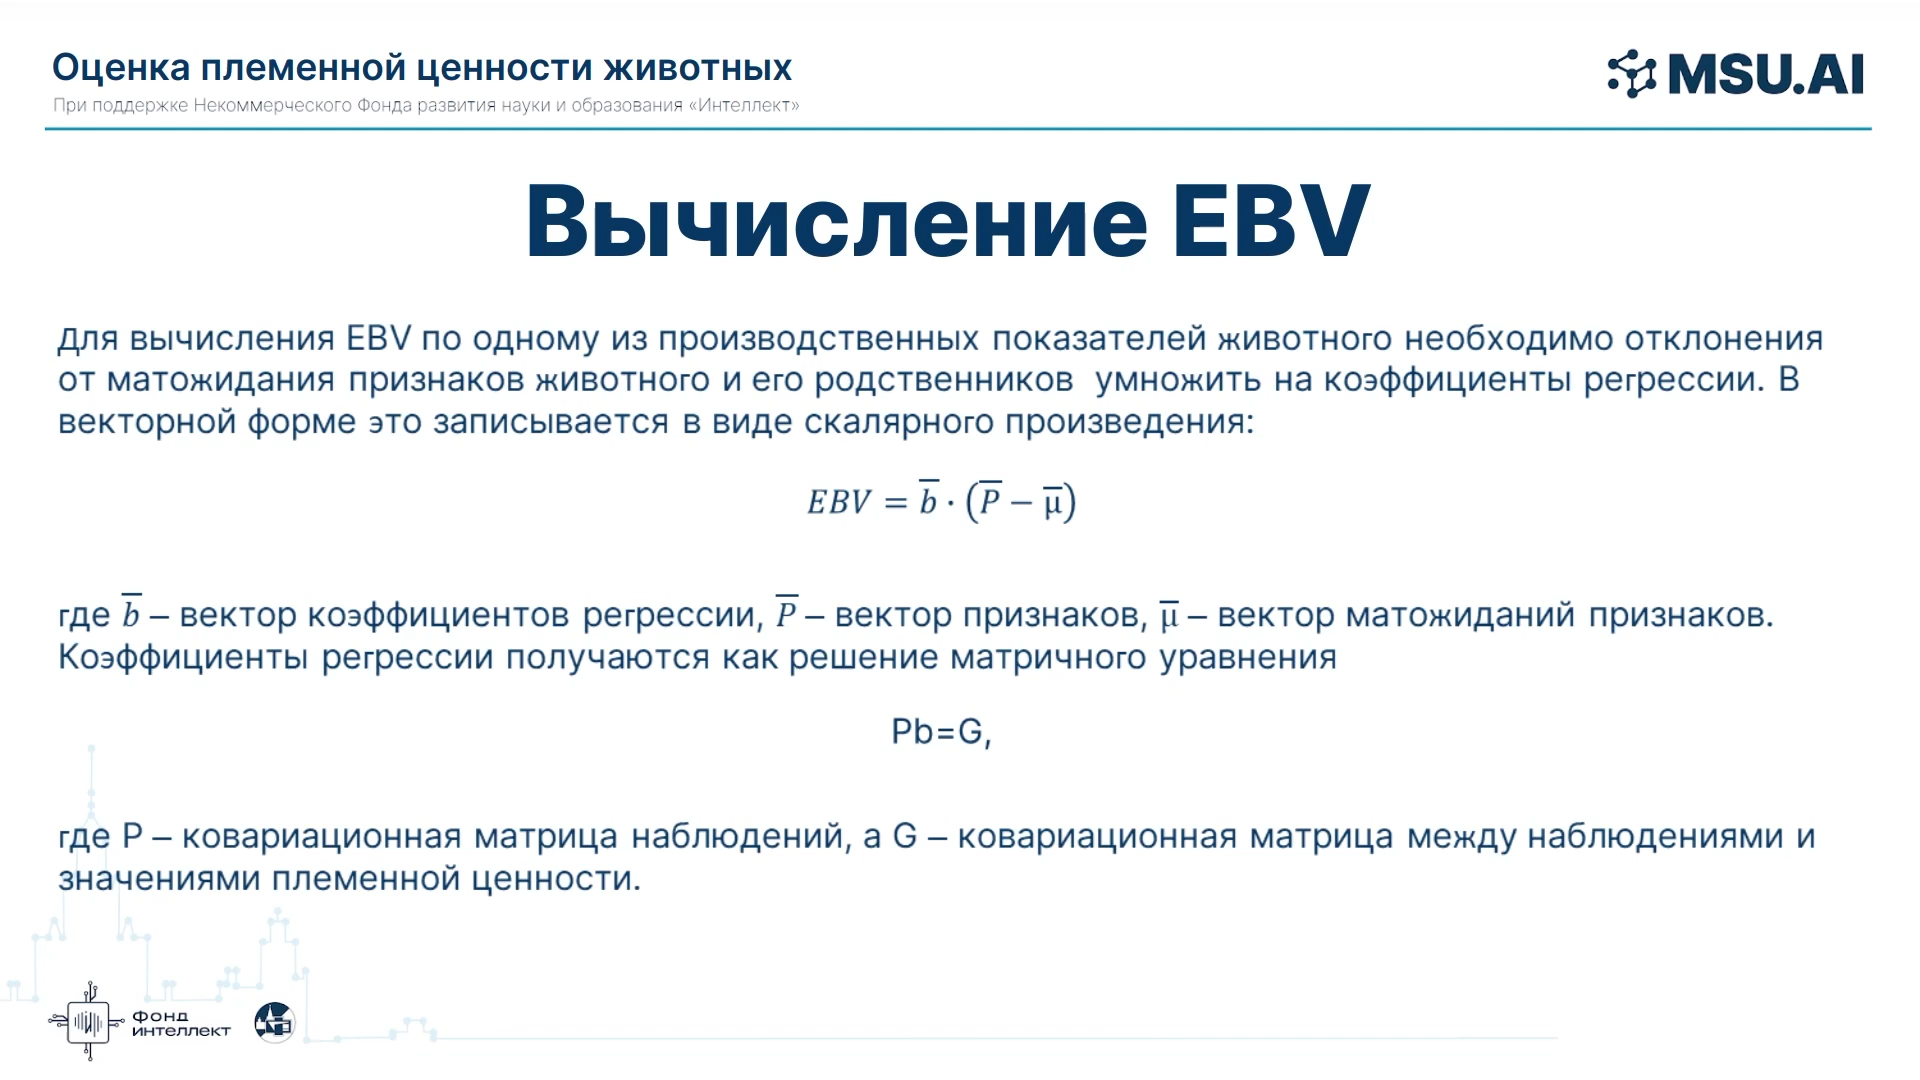 Оценка племенной ценности животных
При поддержке Некоммерческого Фонда развития науки и образования «Интеллект»
MSU.AI
Вычисление EBV
Для вычисления EBV по одному из производственных показателей животного необходимо отклонения
от матожидания признаков животного и его родственников умножить на коэффициенты регрессии. В
векторной форме это записывается в виде скалярного произведения:
EBV = b̅ · (P̅ − μ̅)
где b̅ – вектор коэффициентов регрессии, P̅ – вектор признаков, μ̅ – вектор матожиданий признаков.
Коэффициенты регрессии получаются как решение матричного уравнения
Pb=G,
где P – ковариационная матрица наблюдений, а G – ковариационная матрица между наблюдениями и
значениями племенной ценности.
ФОНД
ИНТЕЛЛЕКТ